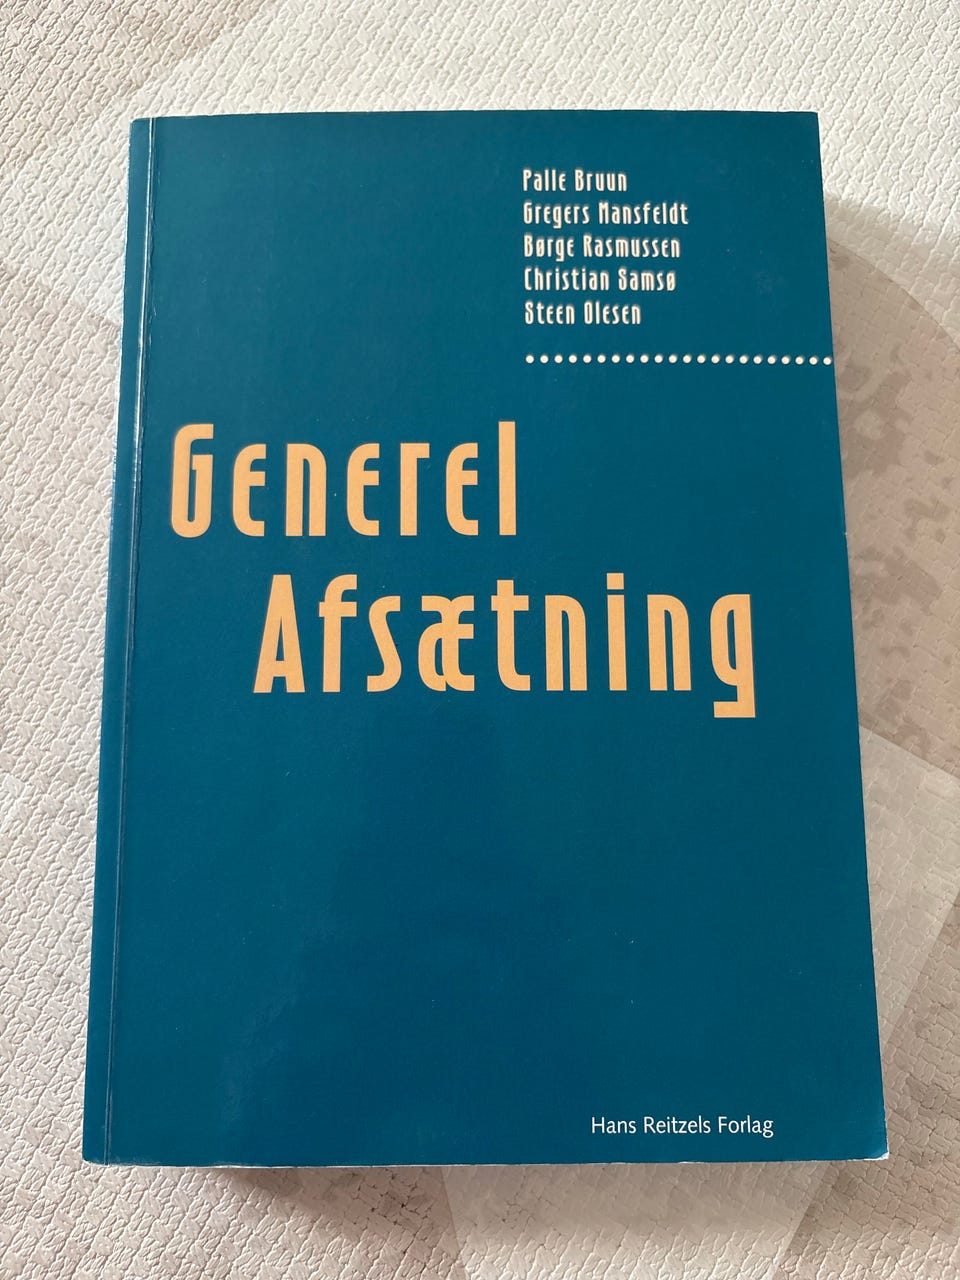 Palle Bruun
Gregers Mansfeldt
Børge Rasmussen
Christian Samsø
Steen Olesen
Generel
Afsætning
Hans Reitzels Forlag